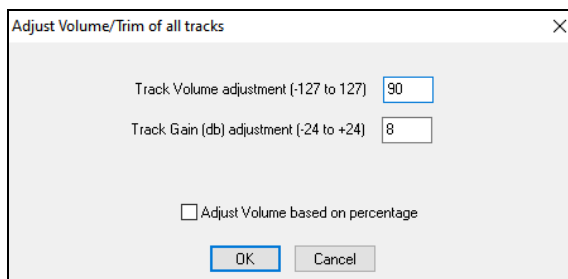 Adjust Volume/Trim of all tracks
Track Volume adjustment (-127 to 127) 90
Track Gain (db) adjustment (-24 to +24) 8
Adjust Volume based on percentage
OK Cancel